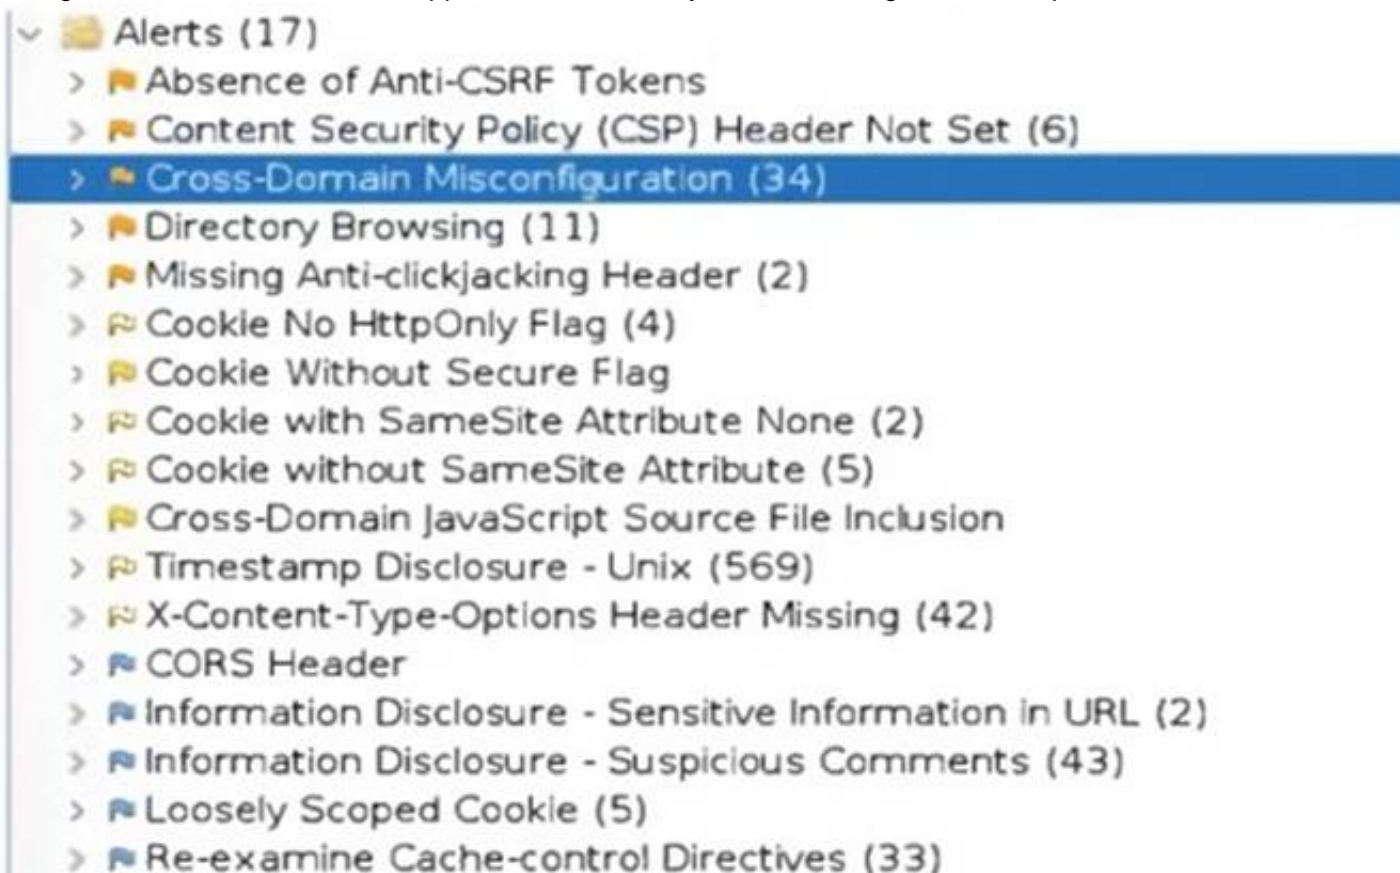 Alerts (17)
Absence of Anti-CSRF Tokens
Content Security Policy (CSP) Header Not Set (6)
Cross-Domain Misconfiguration (34)
Directory Browsing (11)
Missing Anti-clickjacking Header (2)
Cookie No HttpOnly Flag (4)
Cookie Without Secure Flag
Cookie with SameSite Attribute None (2)
Cookie without SameSite Attribute (5)
Cross-Domain JavaScript Source File Inclusion
Timestamp Disclosure - Unix (569)
X-Content-Type-Options Header Missing (42)
CORS Header
Information Disclosure - Sensitive Information in URL (2)
Information Disclosure - Suspicious Comments (43)
Loosely Scoped Cookie (5)
Re-examine Cache-control Directives (33)